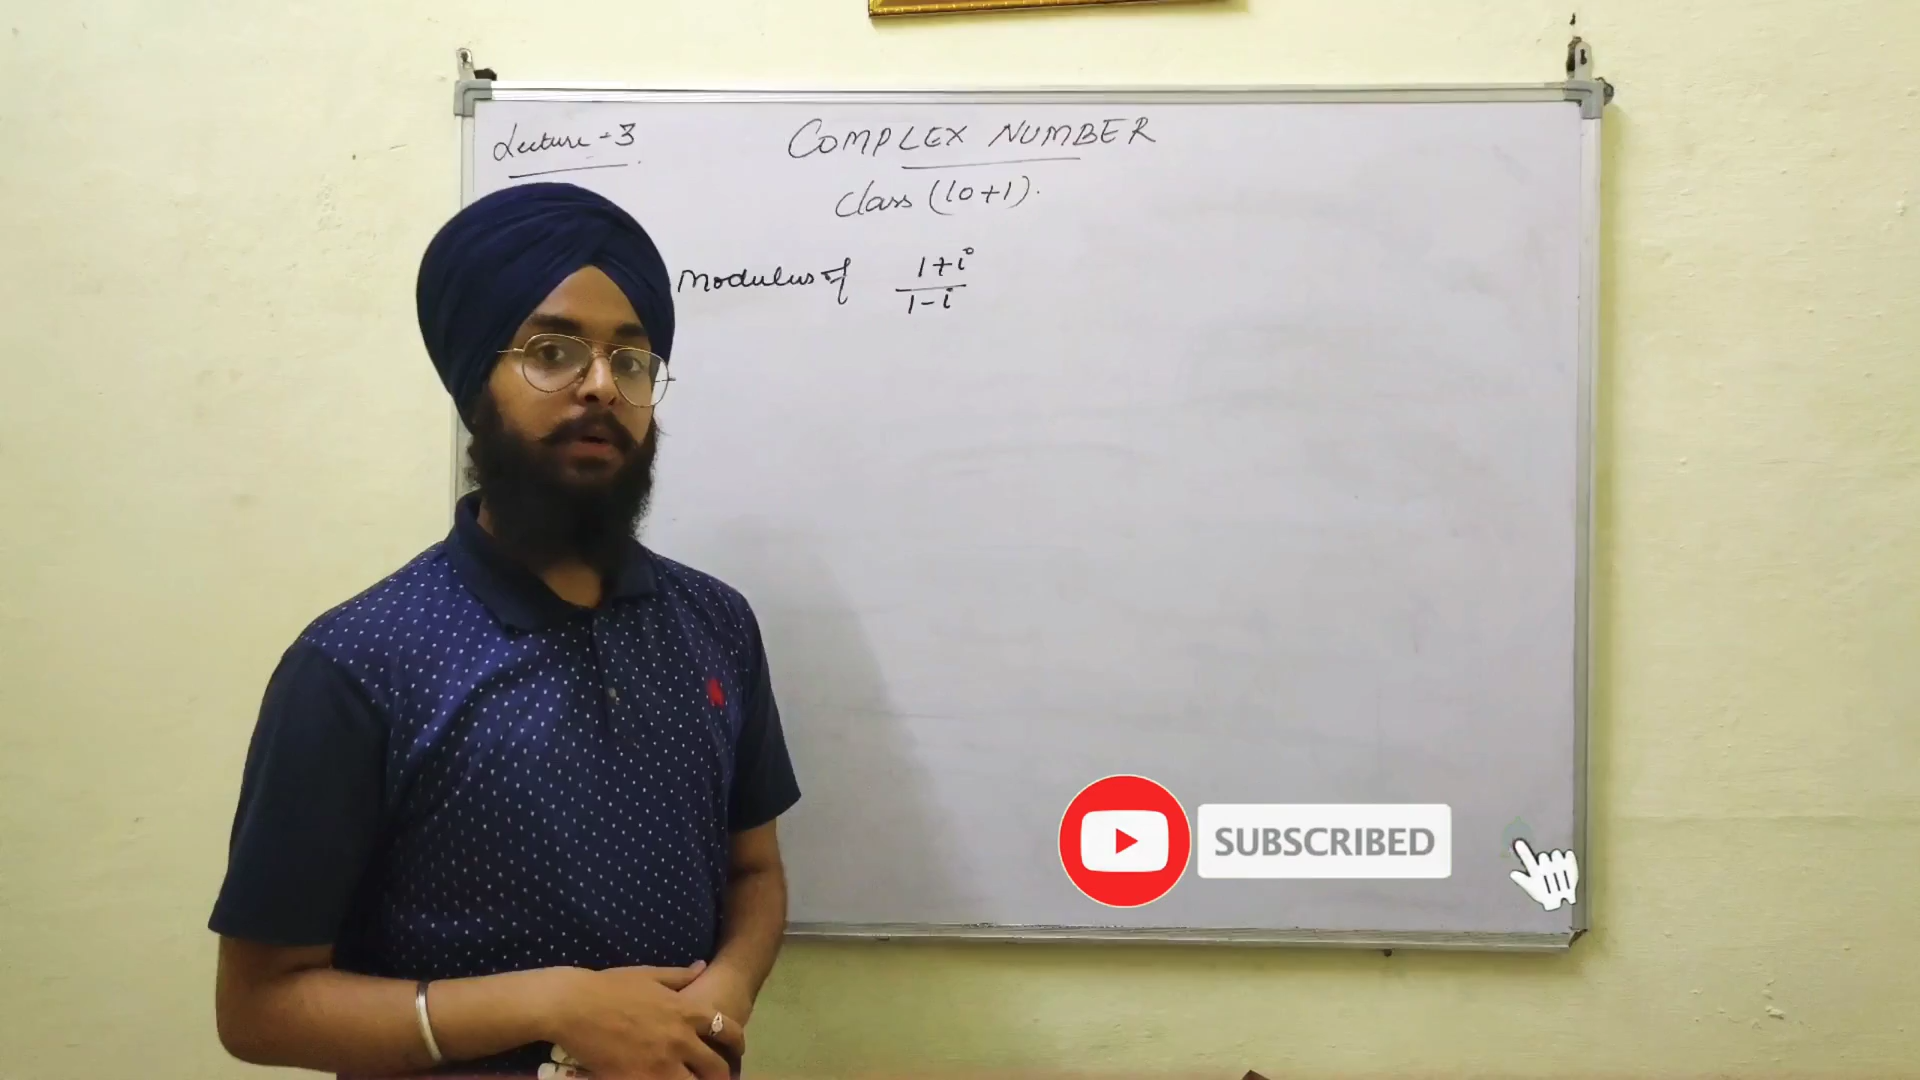 Lecture - 3
COMPLEX NUMBER
Class (10+1).
Modulus of 1+i
1-i
SUBSCRIBED